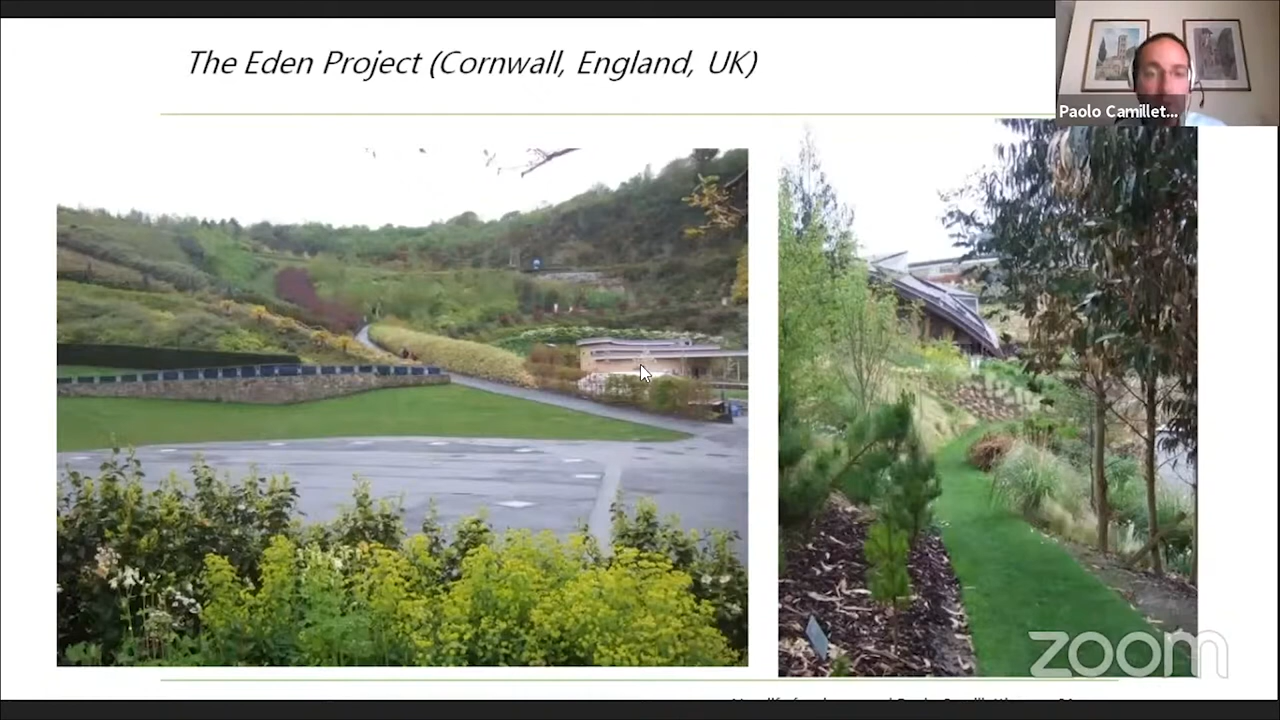 The Eden Project (Cornwall, England, UK)
Paolo Camillet...
zoom